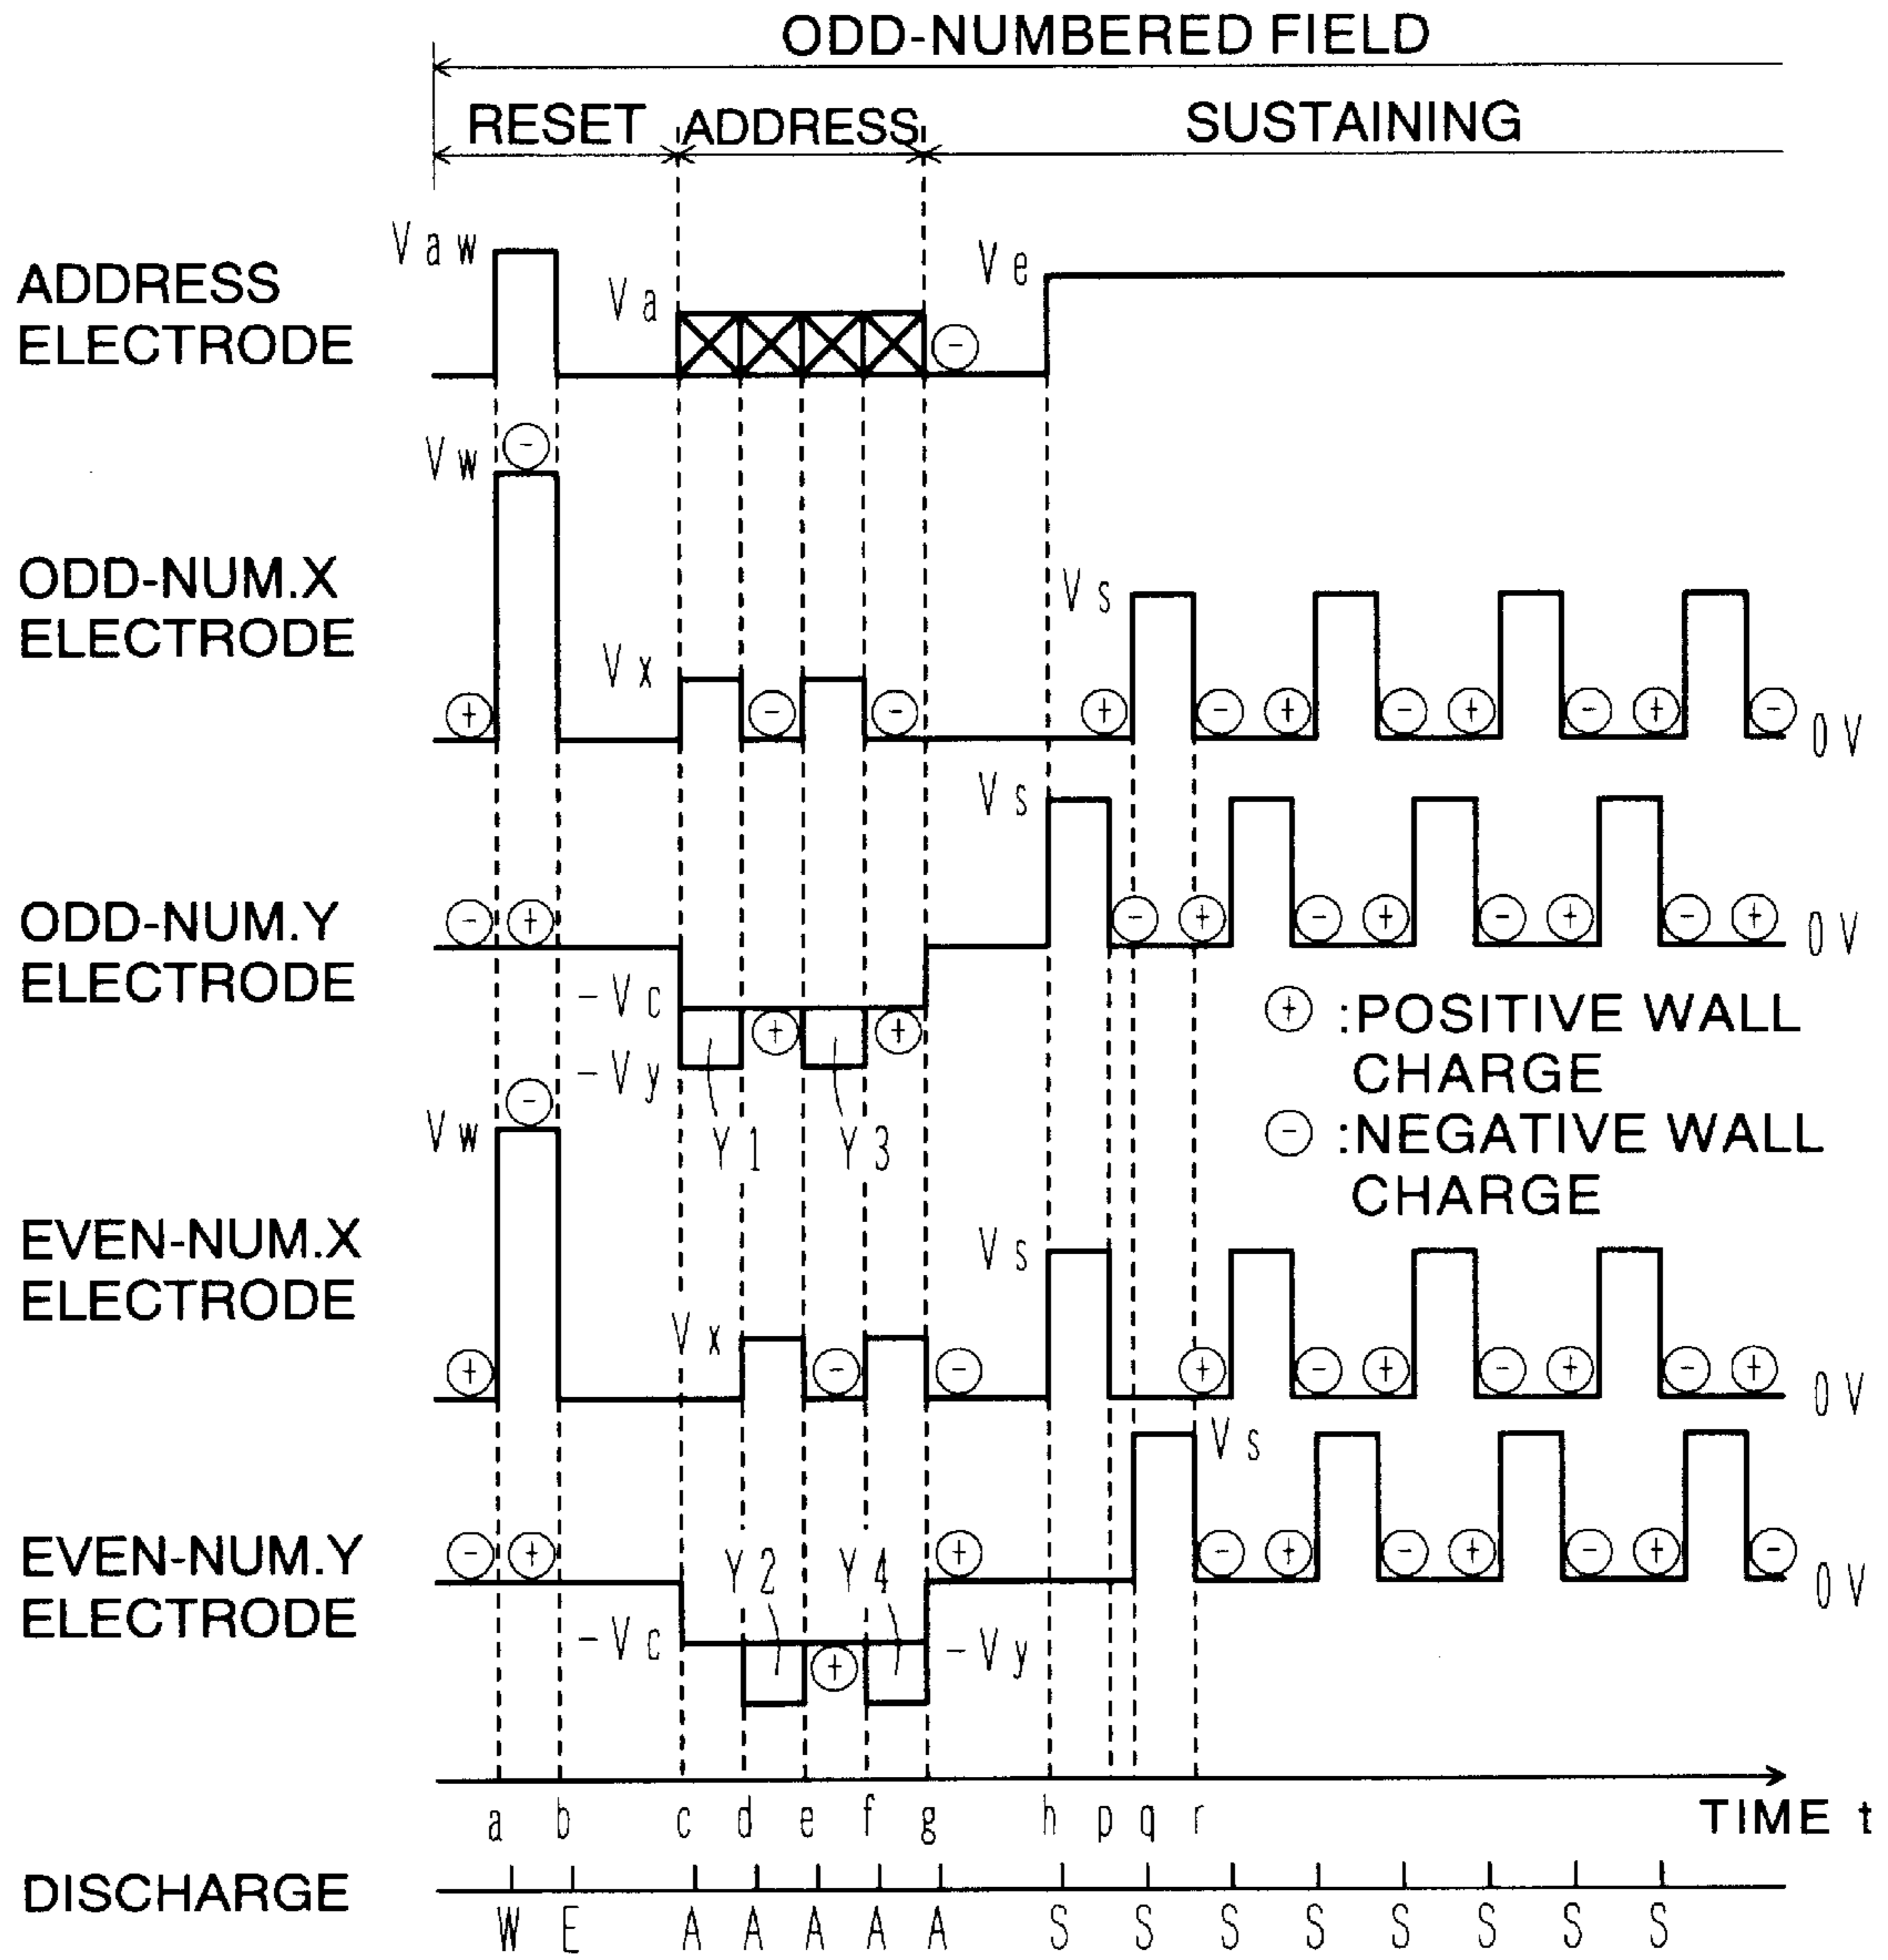 ODD-NUMBERED FIELD
RESET ADDRESS SUSTAINING
Vaw
Va
Ve
ADDRESS
ELECTRODE
-
Vw
-
ODD-NUM.X
ELECTRODE
Vx
Vs
+ - - + - + - + - + -
0V
Vs
ODD-NUM.Y
ELECTRODE
- + - + - + - + - +
0V
-Vc
+ +
-Vy
Y1 Y3
+ :POSITIVE WALL
CHARGE
- :NEGATIVE WALL
CHARGE
Vw
-
EVEN-NUM.X
ELECTRODE
Vs
Vx
+ - - + - + - + - +
0V
Vs
EVEN-NUM.Y
ELECTRODE
- + + - + - + - + -
0V
Y2 Y4
-Vc
+
-Vy
a b c d e f g h p q r
TIME t
DISCHARGE
W E A A A A A S S S S S S S S